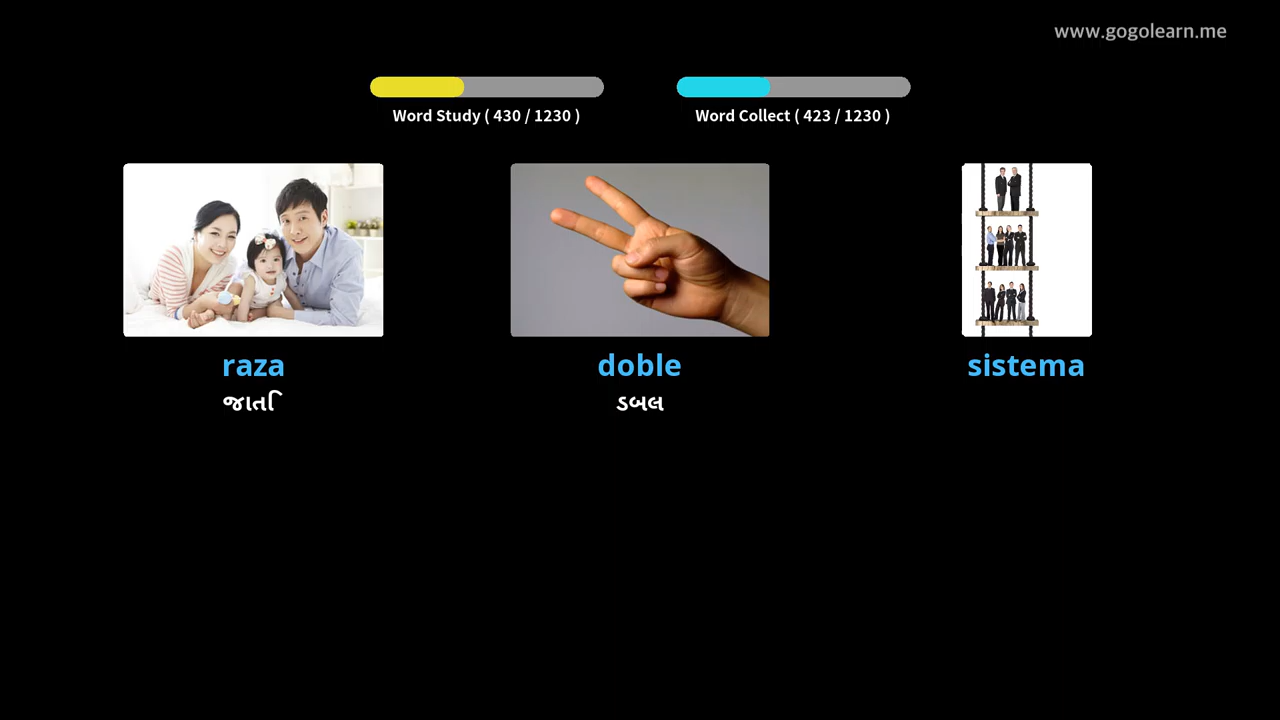 www.gogolearn.me
Word Study ( 430 / 1230 )
Word Collect ( 423 / 1230 )
raza
doble
sistema
જાતિ
ડબલ